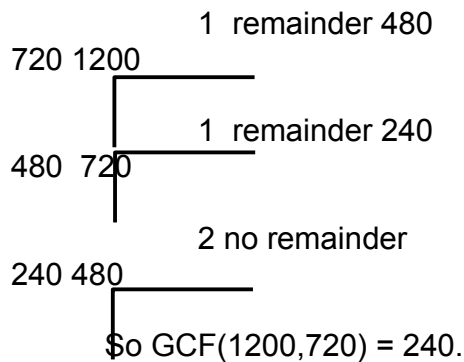 1 remainder 480
720 1200
1 remainder 240
480 720
2 no remainder
240 480
So GCF(1200,720) = 240.